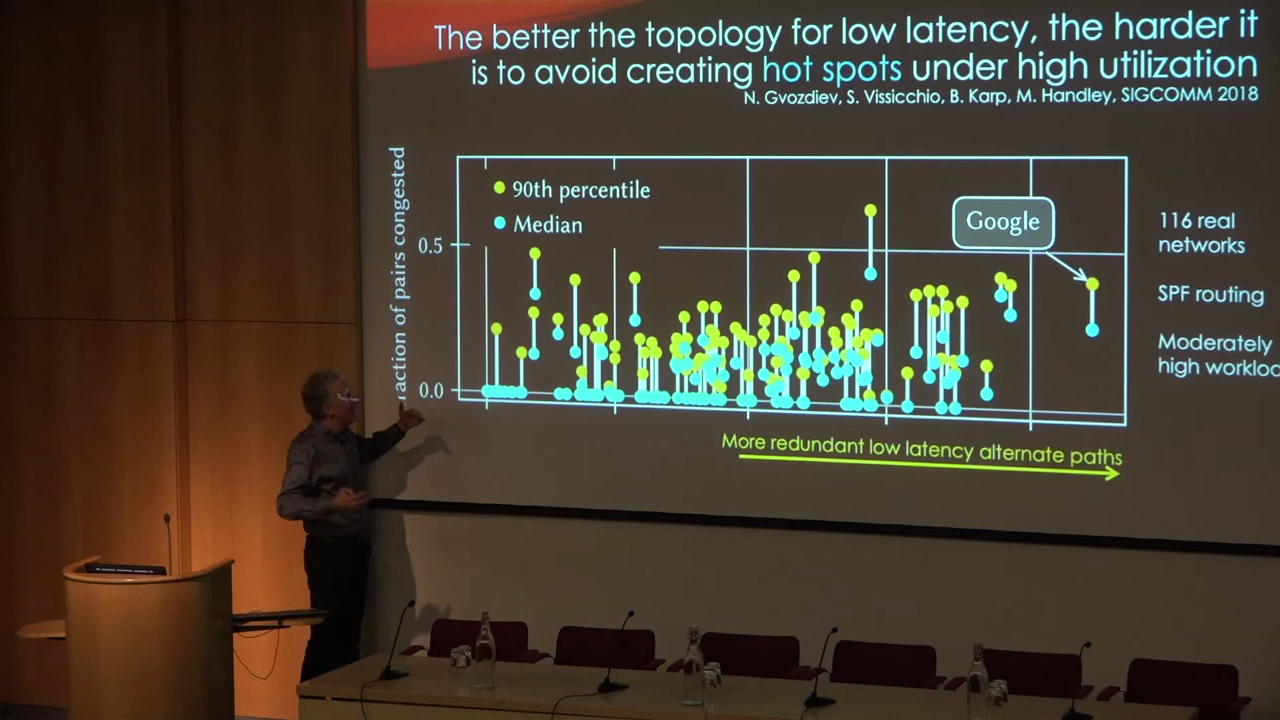 The better the topology for low latency, the harder it
is to avoid creating hot spots under high utilization
N. Gvozdiev, S. Vissicchio, B. Karp, M. Handley, SIGCOMM 2018
of pairs congested
90th percentile
Median
0.5
0.0
Google
116 real
networks
SPF routing
Moderately
high
More redundant low latency alternate paths